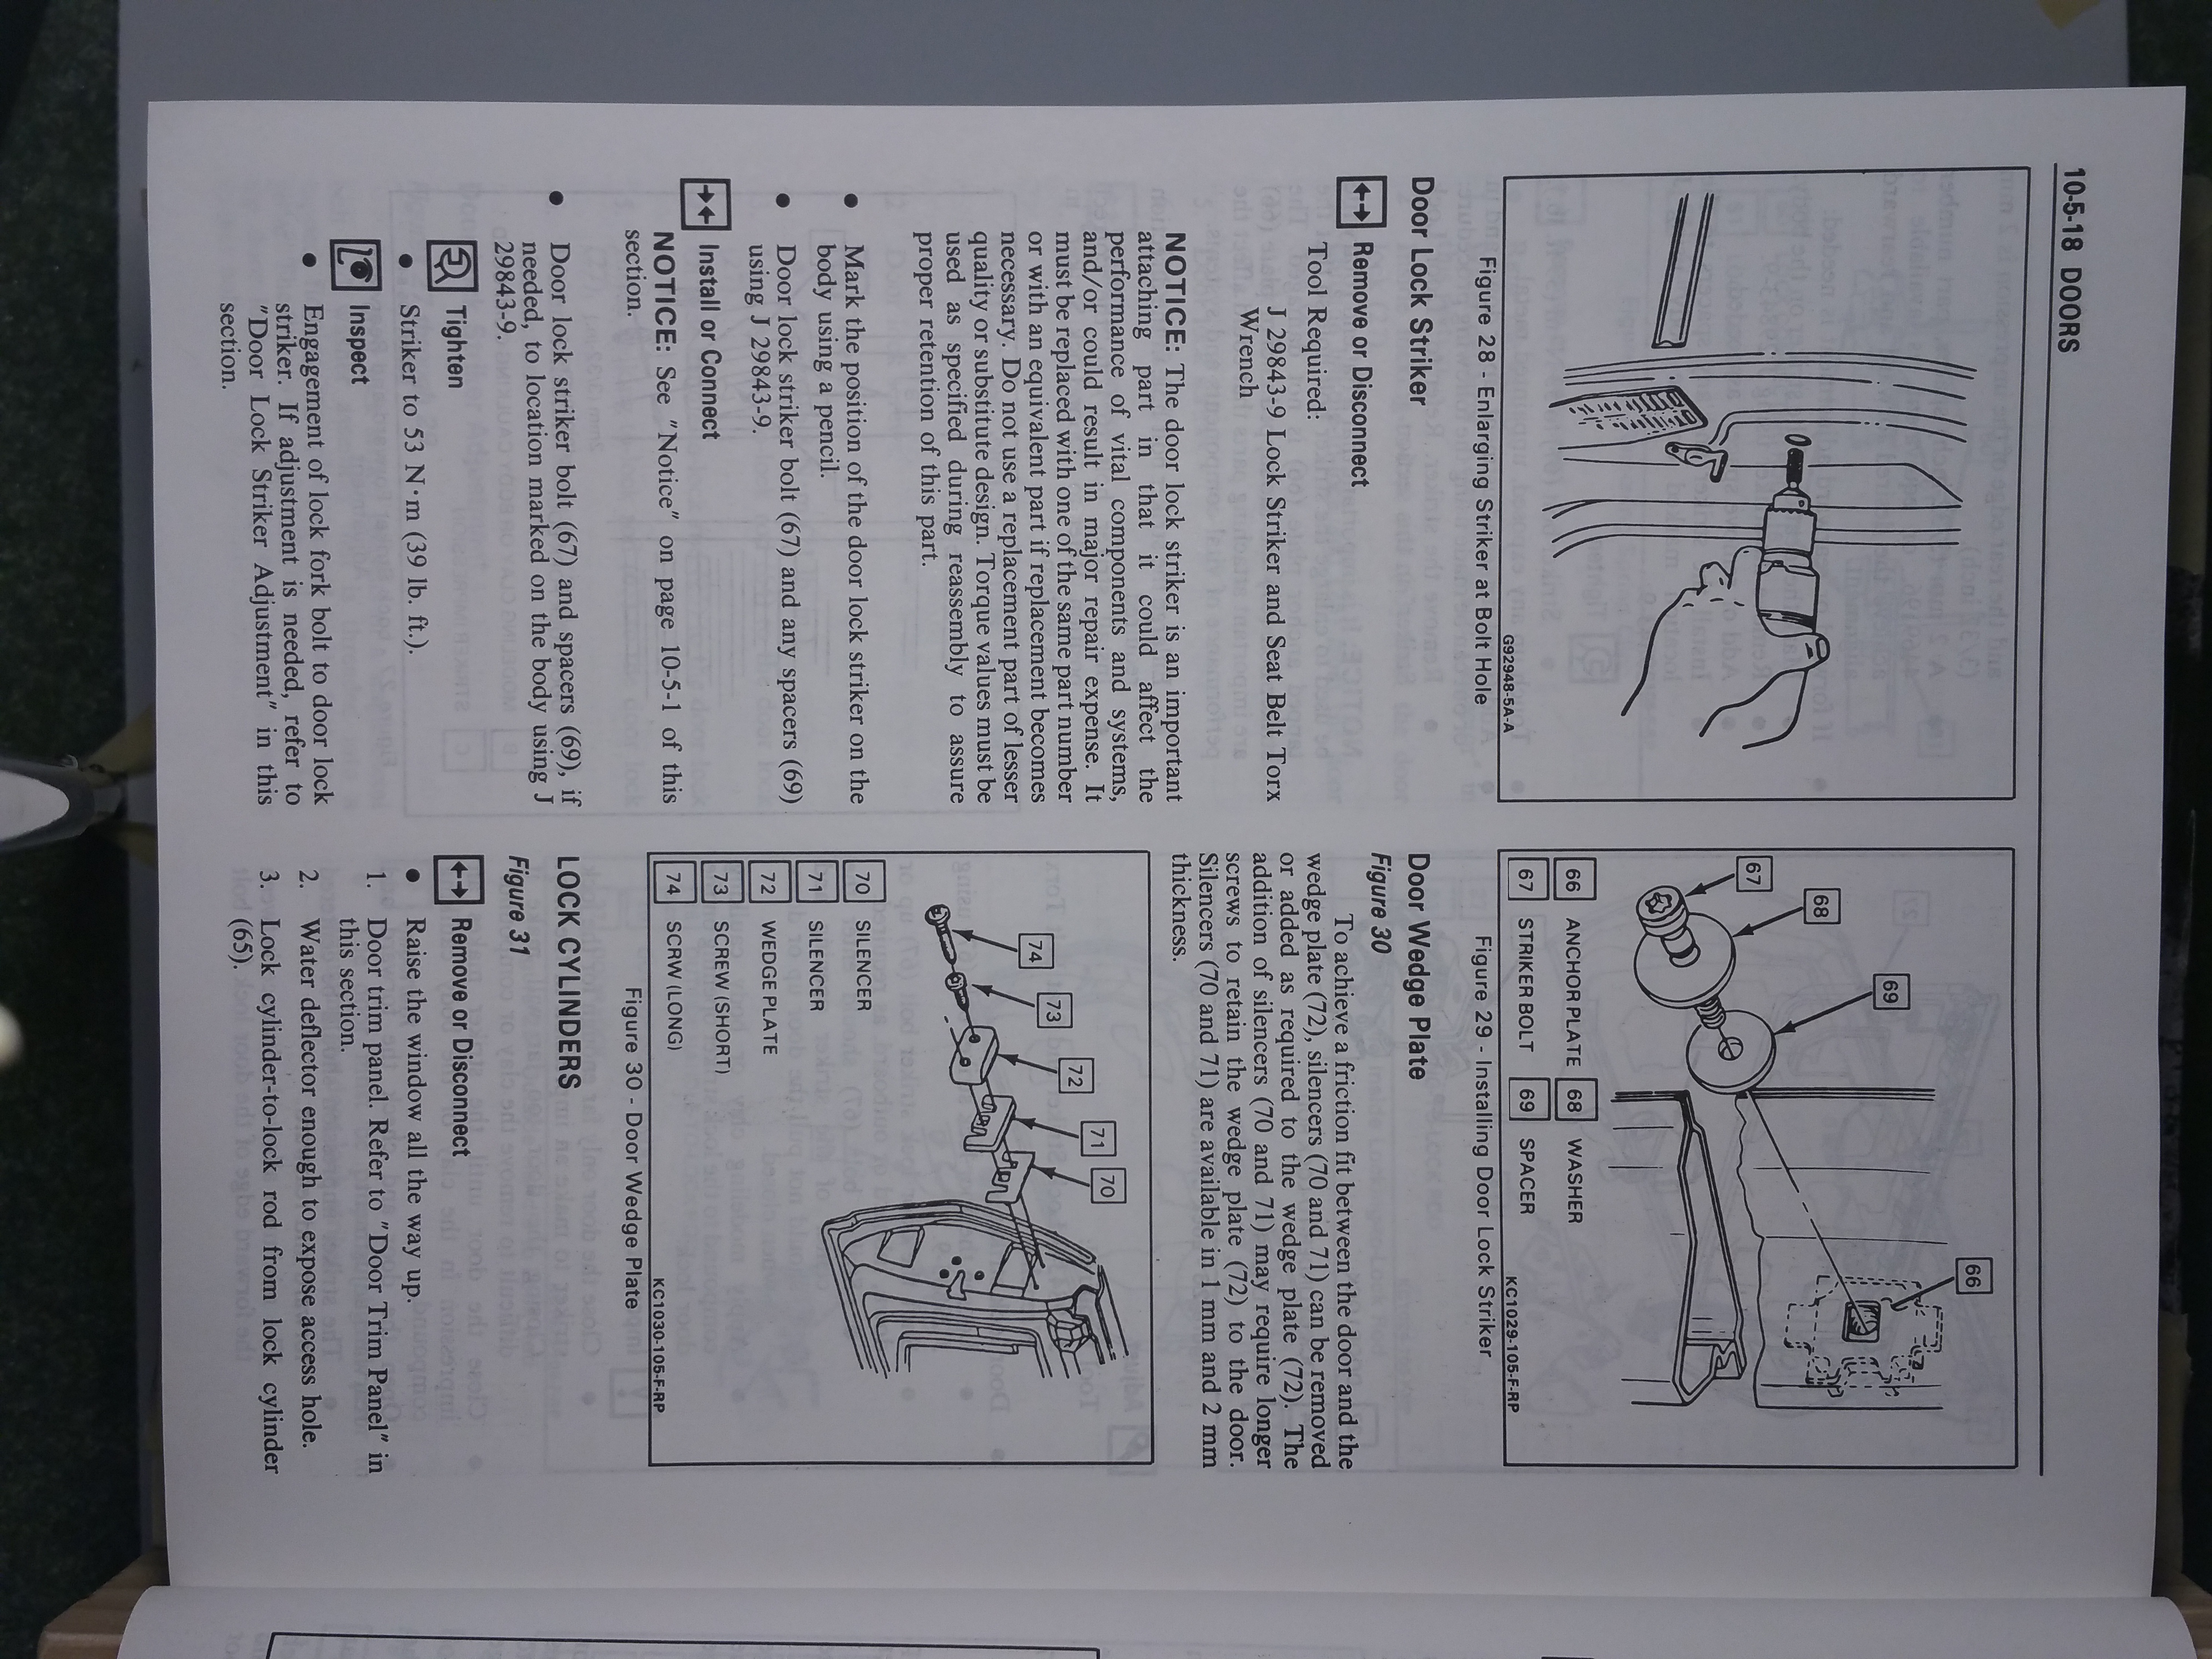 10-5-18 DOORS
G92948-5A-A
Figure 28 - Enlarging Striker at Bolt Hole
Door Lock Striker
Remove or Disconnect
Tool Required:
J 29843-9 Lock Striker and Seat Belt Torx
Wrench
NOTICE: The door lock striker is an important
attaching part in that it could affect the
performance of vital components and systems,
and/or could result in major repair expense. It
must be replaced with one of the same part number
or with an equivalent part if replacement becomes
necessary. Do not use a replacement part of lesser
quality or substitute design. Torque values must be
used as specified during reassembly to assure
proper retention of this part.
● Mark the position of the door lock striker on the
body using a pencil.
● Door lock striker bolt (67) and any spacers (69)
using J 29843-9.
Install or Connect
NOTICE: See "Notice" on page 10-5-1 of this
section.
● Door lock striker bolt (67) and spacers (69), if
needed, to location marked on the body using J
29843-9.
Tighten
● Striker to 53 N·m (39 lb. ft.).
Inspect
● Engagement of lock fork bolt to door lock
striker. If adjustment is needed, refer to
"Door Lock Striker Adjustment" in this
section.
67
68
69
66
66 ANCHOR PLATE 68 WASHER
67 STRIKER BOLT 69 SPACER
KC1029-105-F-RP
Figure 29 - Installing Door Lock Striker
Door Wedge Plate
Figure 30
To achieve a friction fit between the door and the
wedge plate (72), silencers (70 and 71) can be removed
or added as required to the wedge plate (72). The
addition of silencers (70 and 71) may require longer
screws to retain the wedge plate (72) to the door.
Silencers (70 and 71) are available in 1 mm and 2 mm
thickness.
74
73
72
71
70
70 SILENCER
71 SILENCER
72 WEDGE PLATE
73 SCREW (SHORT)
74 SCRW (LONG)
KC1030-105-F-RP
Figure 30 - Door Wedge Plate
LOCK CYLINDERS
Figure 31
Remove or Disconnect
● Raise the window all the way up.
1. Door trim panel. Refer to "Door Trim Panel" in
this section.
2. Water deflector enough to expose access hole.
3. Lock cylinder-to-lock rod from lock cylinder
(65).